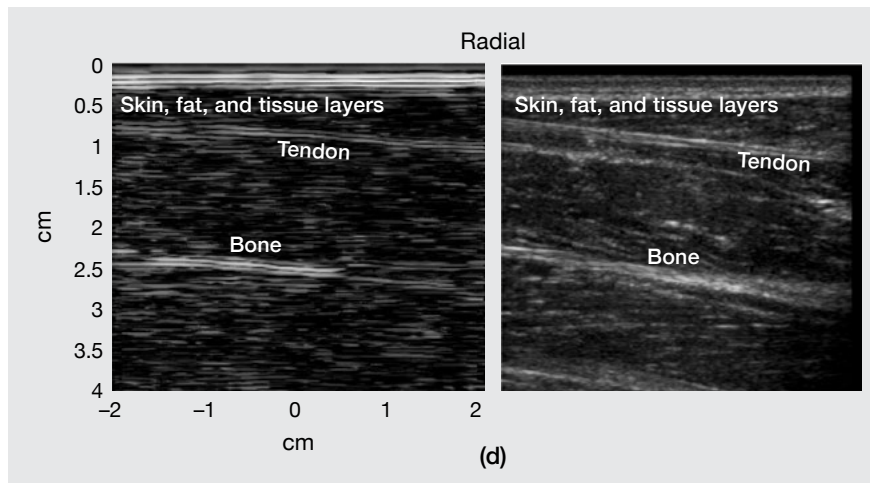 Radial
0
0.5
1
1.5
2
2.5
3
3.5
4
cm
Skin, fat, and tissue layers
Tendon
Bone
–2
–1
0
1
2
cm
Skin, fat, and tissue layers
Tendon
Bone
(d)